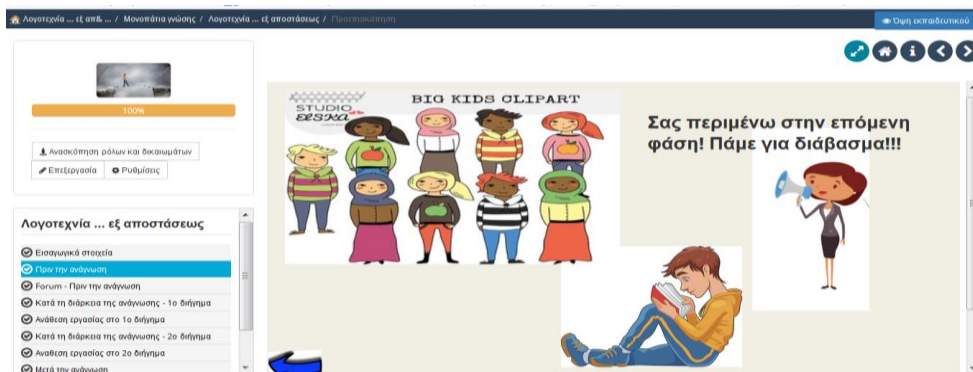 Λογοτεχνία ... εξ απ& ... / Μονοπάτια γνώσης / Λογοτεχνία ... εξ αποστάσεως / Προεπισκόπηση
Όψη εκπαιδευτικού
100%
Ανασκόπηση ρόλων και δικαιωμάτων
Επεξεργασία
Ρυθμίσεις
Λογοτεχνία ... εξ αποστάσεως
Εισαγωγικά στοιχεία
Πριν την ανάγνωση
Forum - Πριν την ανάγνωση
Κατά τη διάρκεια της ανάγνωσης - 1ο διήγημα
Ανάθεση εργασίας στο 1ο διήγημα
Κατά τη διάρκεια της ανάγνωσης - 2ο διήγημα
Αναθεση εργασίας στο 2ο διήγημα
Μετά την ανάγνωση
STUDIO
ELSKA
BIG KIDS CLIPART
Σας περιμένω στην επόμενη
φάση! Πάμε για διάβασμα!!!